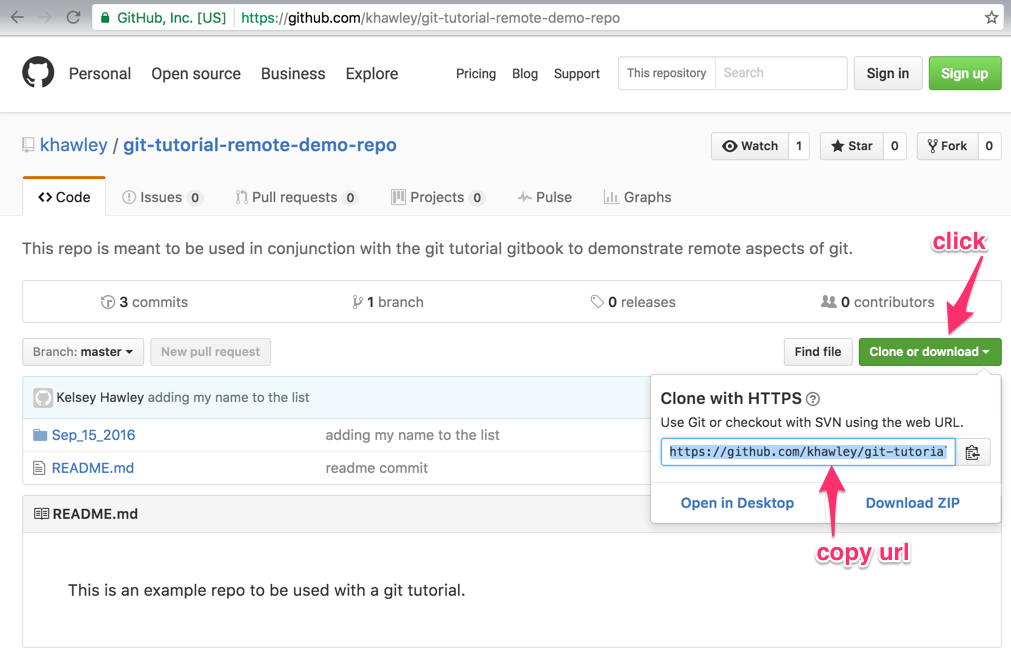 GitHub, Inc. [US] https://github.com/khawley/git-tutorial-remote-demo-repo
Personal Open source Business Explore Pricing Blog Support This repository Search Sign in Sign up
khawley / git-tutorial-remote-demo-repo Watch 1 Star 0 Fork 0
Code Issues 0 Pull requests 0 Projects 0 Pulse Graphs
This repo is meant to be used in conjunction with the git tutorial gitbook to demonstrate remote aspects of git.
click
3 commits 1 branch 0 releases 0 contributors
Branch: master New pull request Find file Clone or download
Kelsey Hawley adding my name to the list
Sep_15_2016 adding my name to the list
README.md readme commit
Clone with HTTPS ?
Use Git or checkout with SVN using the web URL.
https://github.com/khawley/git-tutoria
Open in Desktop Download ZIP
copy url
README.md
This is an example repo to be used with a git tutorial.